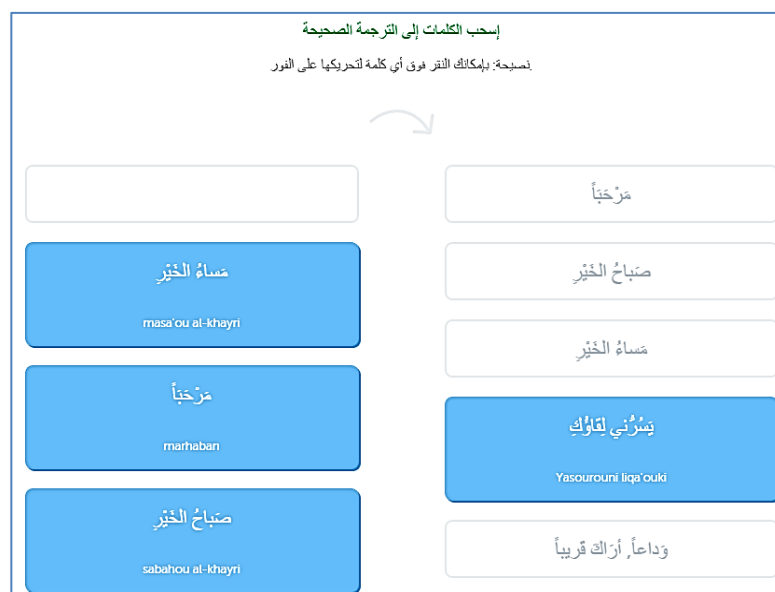 إسحب الكلمات إلى الترجمة الصحيحة
نصيحة: بإمكانك النقر فوق أي كلمة لتحريكها على الفور.
مَرْحَبَاً
صَباحُ الخَيْرِ
مَساءُ الخَيْرِ
يَسُرُّني لِقاؤُكِ
Yasourouni liqa'ouki
وَداعاً, أرَاكَ قَريباً
مَساءُ الخَيْرِ
masa'ou al-khayri
مَرْحَبَاً
marhaban
صَباحُ الخَيْرِ
sabahou al-khayri